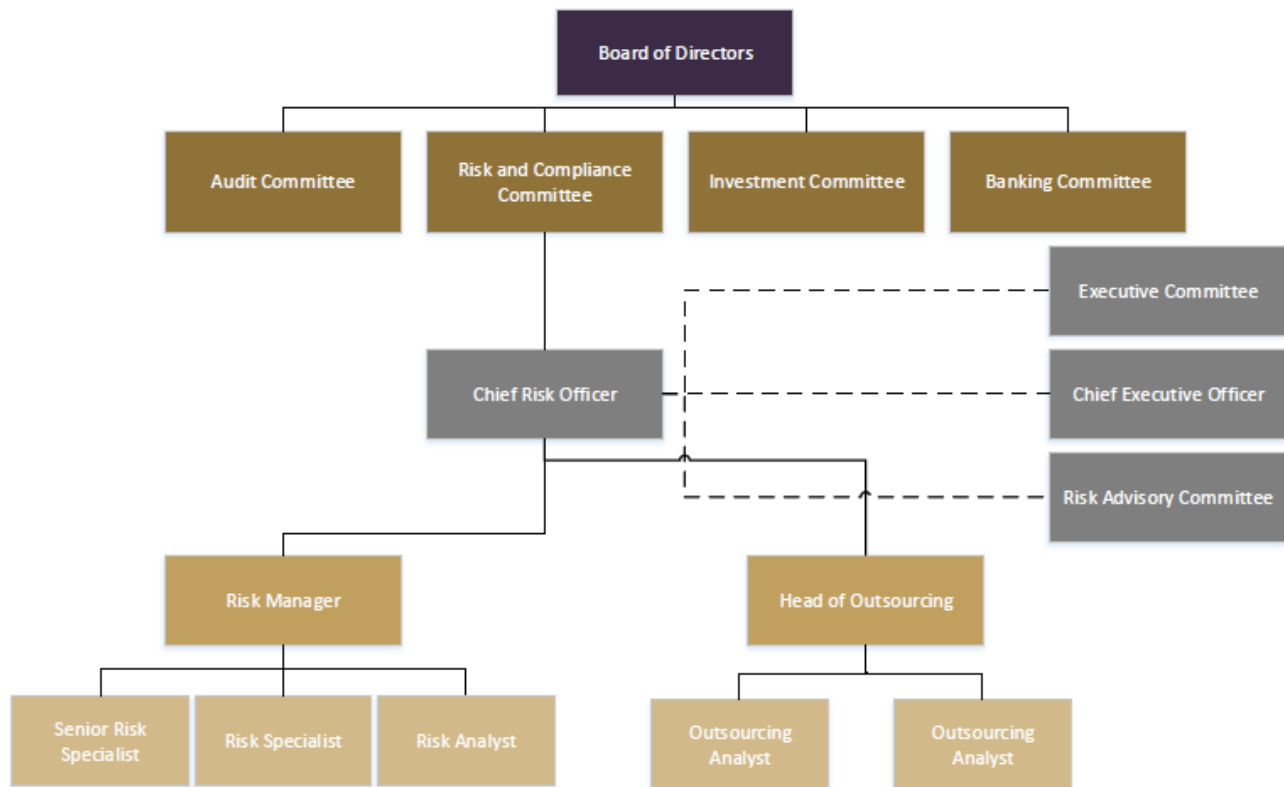 Board of Directors
Audit Committee
Risk and Compliance
Committee
Investment Committee
Banking Committee
Executive Committee
Chief Risk Officer
Chief Executive Officer
Risk Advisory Committee
Risk Manager
Head of Outsourcing
Senior Risk
Specialist
Risk Specialist
Risk Analyst
Outsourcing
Analyst
Outsourcing
Analyst